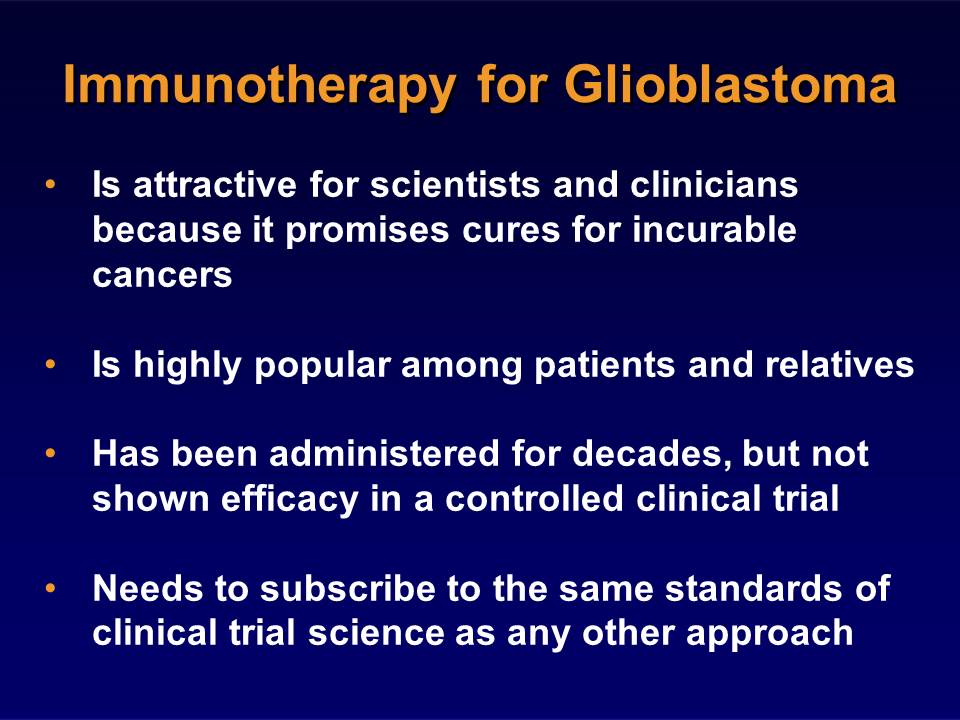 Immunotherapy for Glioblastoma
• Is attractive for scientists and clinicians
because it promises cures for incurable
cancers
• Is highly popular among patients and relatives
• Has been administered for decades, but not
shown efficacy in a controlled clinical trial
• Needs to subscribe to the same standards of
clinical trial science as any other approach